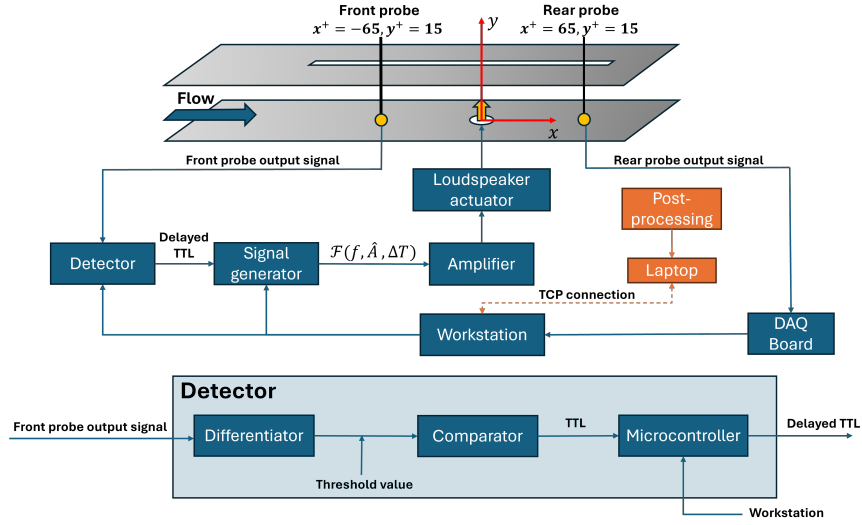 Front probe
x⁺ = −65, y⁺ = 15
Rear probe
x⁺ = 65, y⁺ = 15
y
Flow
x
Front probe output signal
Rear probe output signal
Loudspeaker
actuator
Post-
processing
Delayed
TTL
Detector
Signal
generator
ℱ(f, Â, ΔT)
Amplifier
Laptop
TCP connection
Workstation
DAQ
Board
Detector
Front probe output signal
Differentiator
Comparator
TTL
Microcontroller
Delayed TTL
Threshold value
Workstation